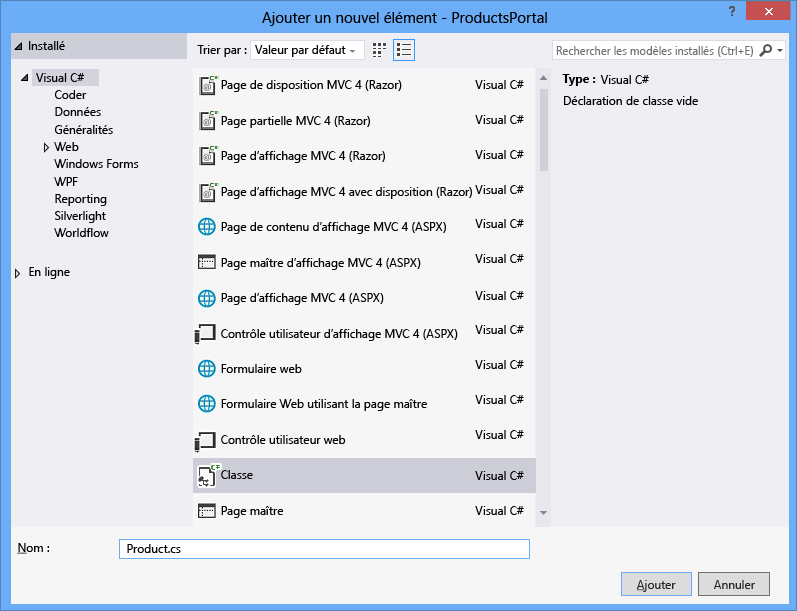 Ajouter un nouvel élément - ProductsPortal
?
Installé
Trier par : Valeur par défaut
Rechercher les modèles installés (Ctrl+E)
Visual C#
Coder
Données
Généralités
Web
Windows Forms
WPF
Reporting
Silverlight
Worldflow
En ligne
Page de disposition MVC 4 (Razor) Visual C#
Page partielle MVC 4 (Razor) Visual C#
Page d'affichage MVC 4 (Razor) Visual C#
Page d'affichage MVC 4 avec disposition (Razor) Visual C#
Page de contenu d'affichage MVC 4 (ASPX) Visual C#
Page maître d'affichage MVC 4 (ASPX) Visual C#
Page d'affichage MVC 4 (ASPX) Visual C#
Contrôle utilisateur d'affichage MVC 4 (ASPX) Visual C#
Formulaire web Visual C#
Formulaire Web utilisant la page maître Visual C#
Contrôle utilisateur web Visual C#
Classe Visual C#
Page maître Visual C#
Type : Visual C#
Déclaration de classe vide
Nom : Product.cs
Ajouter Annuler